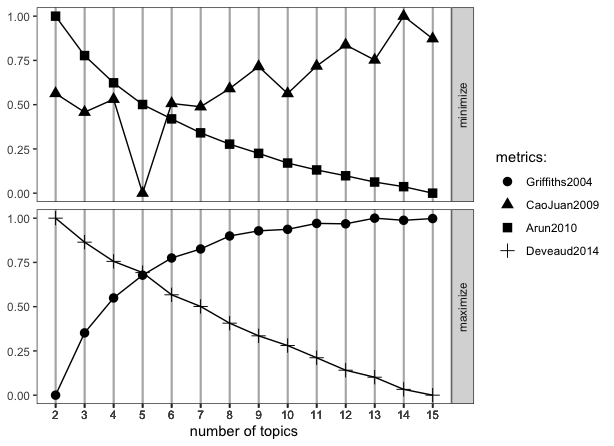 1.00
0.75
0.50
0.25
0.00
minimize
1.00
0.75
0.50
0.25
0.00
maximize
2 3 4 5 6 7 8 9 10 11 12 13 14 15
number of topics
metrics:
Griffiths2004
CaoJuan2009
Arun2010
Deveaud2014